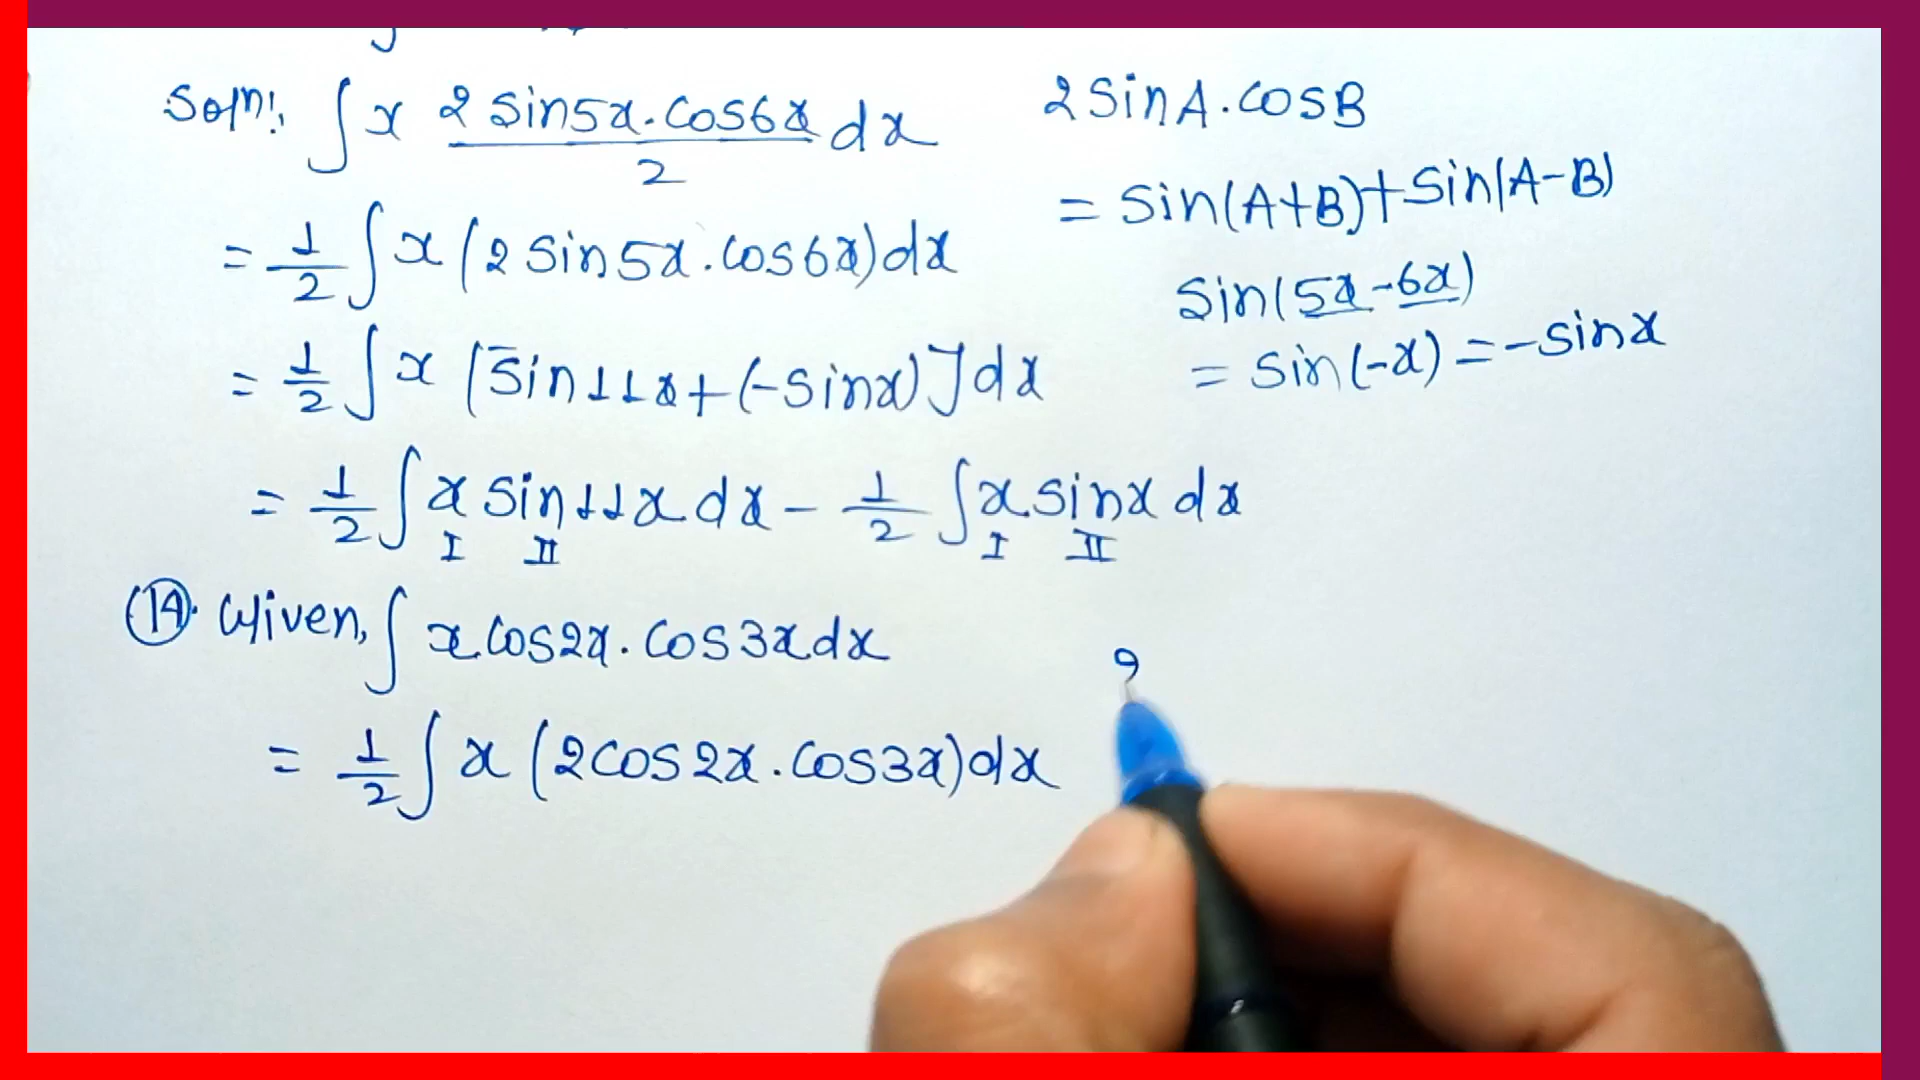 Soln: ∫ x (2 sin5x.cos6x)/2 dx
= 1/2 ∫ x (2 sin5x.cos6x)dx
= 1/2 ∫ x [sin11x+(-sinx)]dx
= 1/2 ∫ x sin11x dx - 1/2 ∫ x sinx dx
I II I II
(14). Given, ∫ x cos2x.cos3x dx
= 1/2 ∫ x (2cos2x.cos3x)dx
2SinA.cosB
= Sin(A+B)+Sin(A-B)
Sin(5x-6x)
= Sin(-x) = -sinx